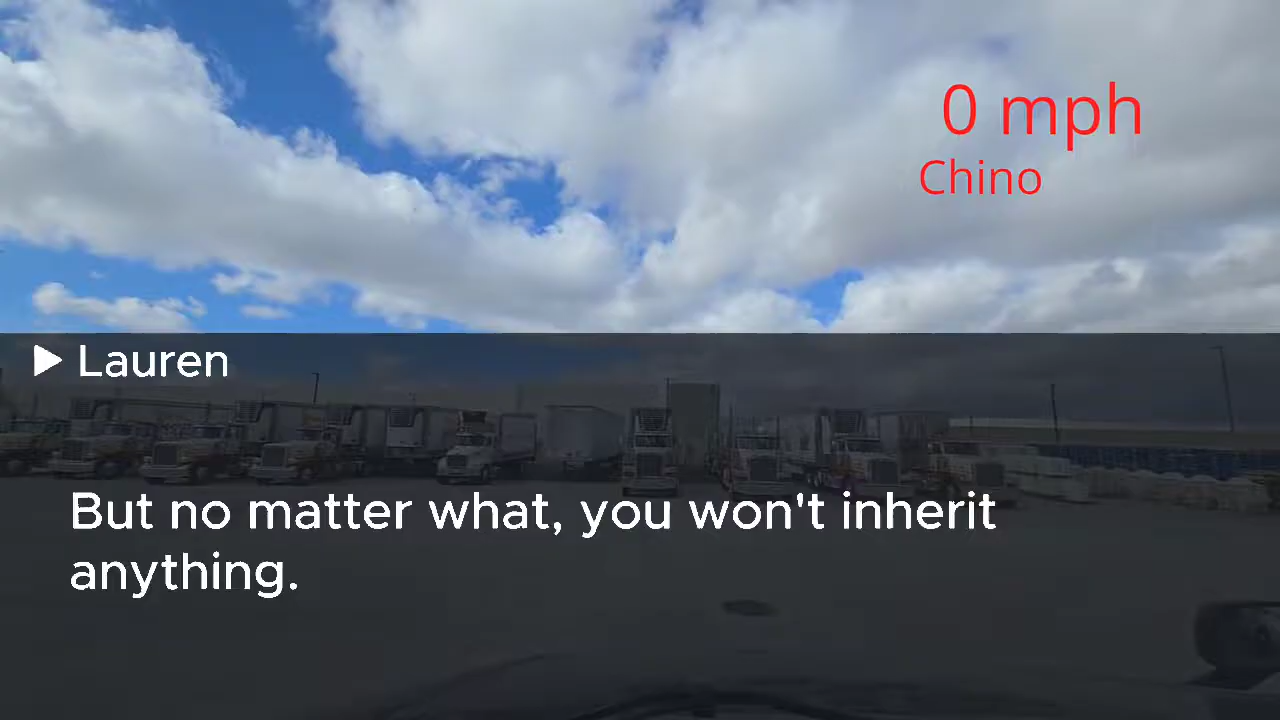 0 mph
Chino
Lauren
But no matter what, you won't inherit
anything.